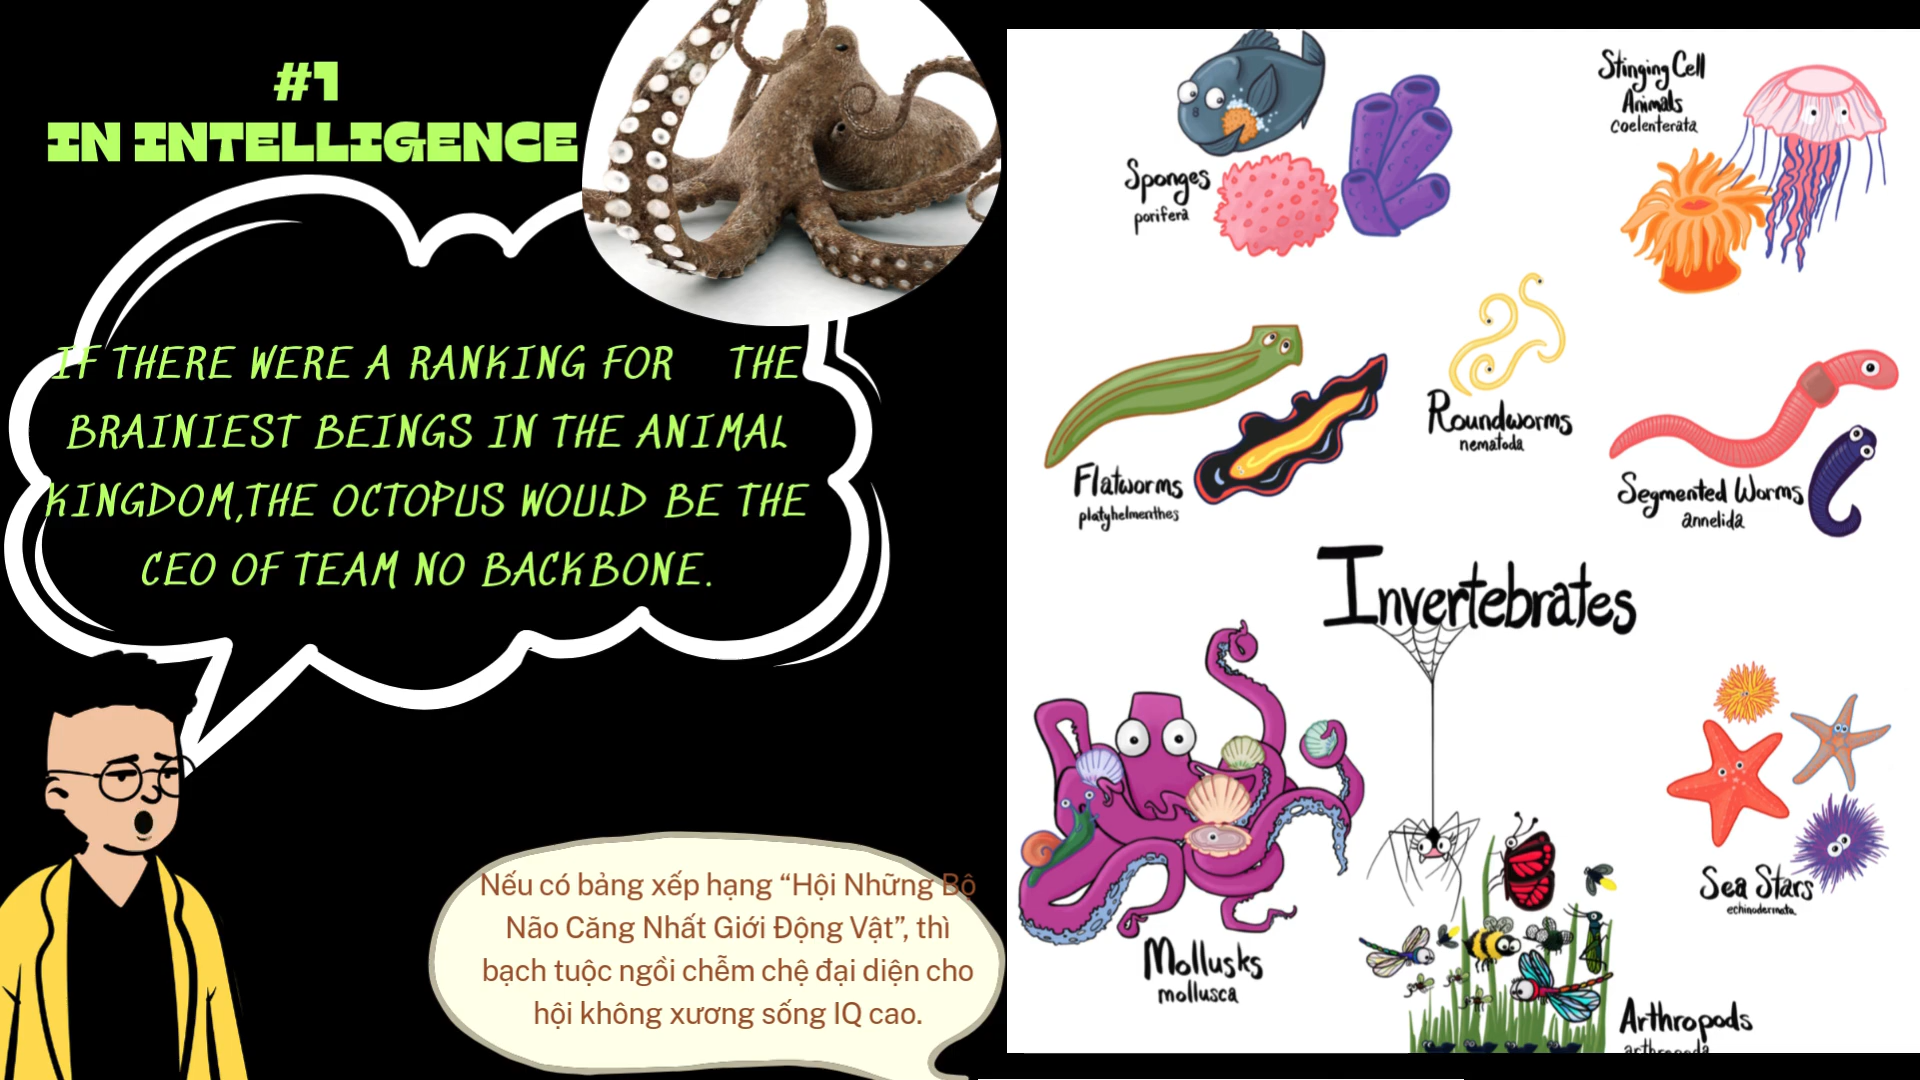 #1
IN INTELLIGENCE
IF THERE WERE A RANKING FOR THE
BRAINIEST BEINGS IN THE ANIMAL
KINGDOM,THE OCTOPUS WOULD BE THE
CEO OF TEAM NO BACKBONE.
Nếu có bảng xếp hạng “Hội Những Bộ
Não Căng Nhất Giới Động Vật”, thì
bạch tuộc ngồi chễm chệ đại diện cho
hội không xương sống IQ cao.
Sponges
porifera
Stinging Cell
Animals
coelenterata
Flatworms
platyhelmenthes
Roundworms
nematoda
Segmented Worms
annelida
Invertebrates
Mollusks
mollusca
Sea Stars
echinodermata
Arthropods
arthropoda